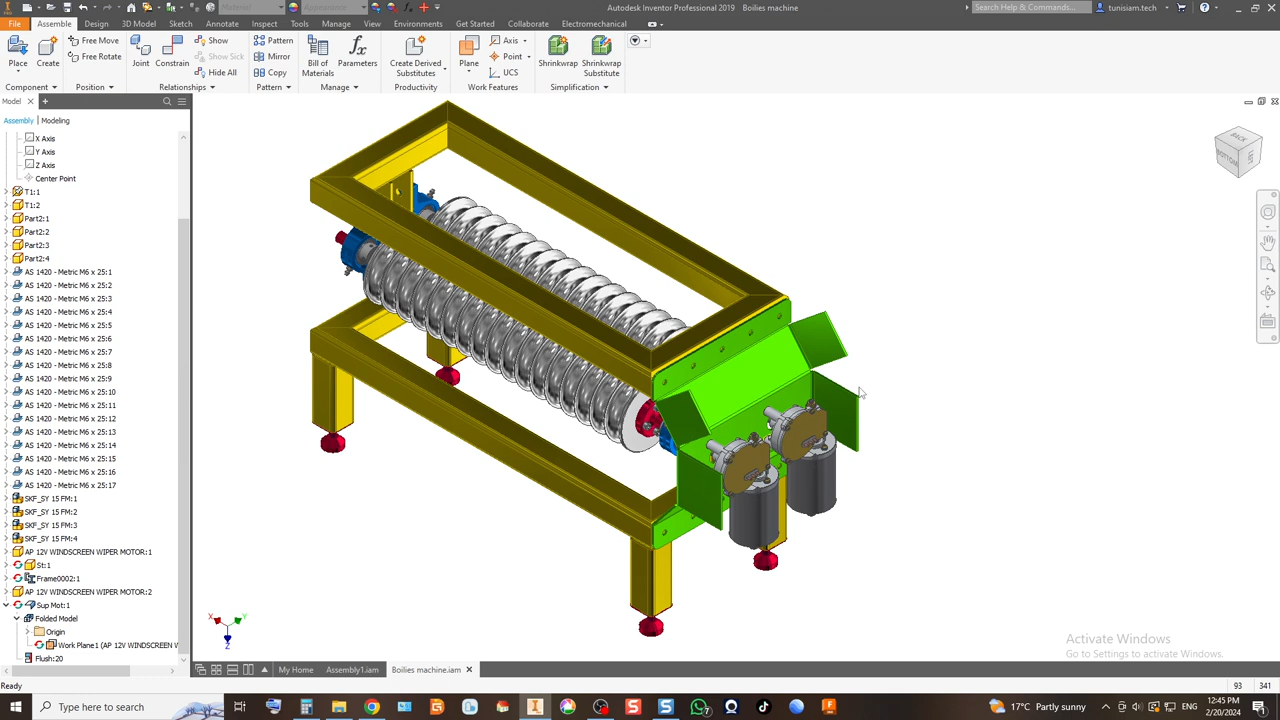 Material
Appearance
Autodesk Inventor Professional 2019   Boilies machine
Search Help & Commands...
tunisiam.tech
File
Assemble
Design
3D Model
Sketch
Annotate
Inspect
Tools
Manage
View
Environments
Get Started
Vault
Collaborate
Electromechanical
Place
Create
Free Move
Free Rotate
Joint
Constrain
Show
Show Sick
Hide All
Pattern
Mirror
Copy
Bill of
Materials
Parameters
Create Derived
Substitutes
Plane
Axis
Point
UCS
Shrinkwrap
Shrinkwrap
Substitute
Component
Position
Relationships
Pattern
Manage
Productivity
Work Features
Simplification
Model
Assembly
Modeling
X Axis
Y Axis
Z Axis
Center Point
T1:1
T1:2
Part2:1
Part2:2
Part2:3
Part2:4
AS 1420 - Metric M6 x 25:1
AS 1420 - Metric M6 x 25:2
AS 1420 - Metric M6 x 25:3
AS 1420 - Metric M6 x 25:4
AS 1420 - Metric M6 x 25:5
AS 1420 - Metric M6 x 25:6
AS 1420 - Metric M6 x 25:7
AS 1420 - Metric M6 x 25:8
AS 1420 - Metric M6 x 25:9
AS 1420 - Metric M6 x 25:10
AS 1420 - Metric M6 x 25:11
AS 1420 - Metric M6 x 25:12
AS 1420 - Metric M6 x 25:13
AS 1420 - Metric M6 x 25:14
AS 1420 - Metric M6 x 25:15
AS 1420 - Metric M6 x 25:16
AS 1420 - Metric M6 x 25:17
SKF_SY 15 FM:1
SKF_SY 15 FM:2
SKF_SY 15 FM:3
SKF_SY 15 FM:4
AP 12V WINDSCREEN WIPER MOTOR:1
St:1
Frame0002:1
AP 12V WINDSCREEN WIPER MOTOR:2
Sup Mot:1
Folded Model
Origin
Work Plane1 (AP 12V WINDSCREEN W
Flush:20
BACK
BOTTOM
X
Y
Z
Activate Windows
Go to Settings to activate Windows.
My Home
Assembly1.iam
Boilies machine.iam
Ready
93
341
Type here to search
17°C Partly sunny
ENG
12:45 PM
2/20/2024